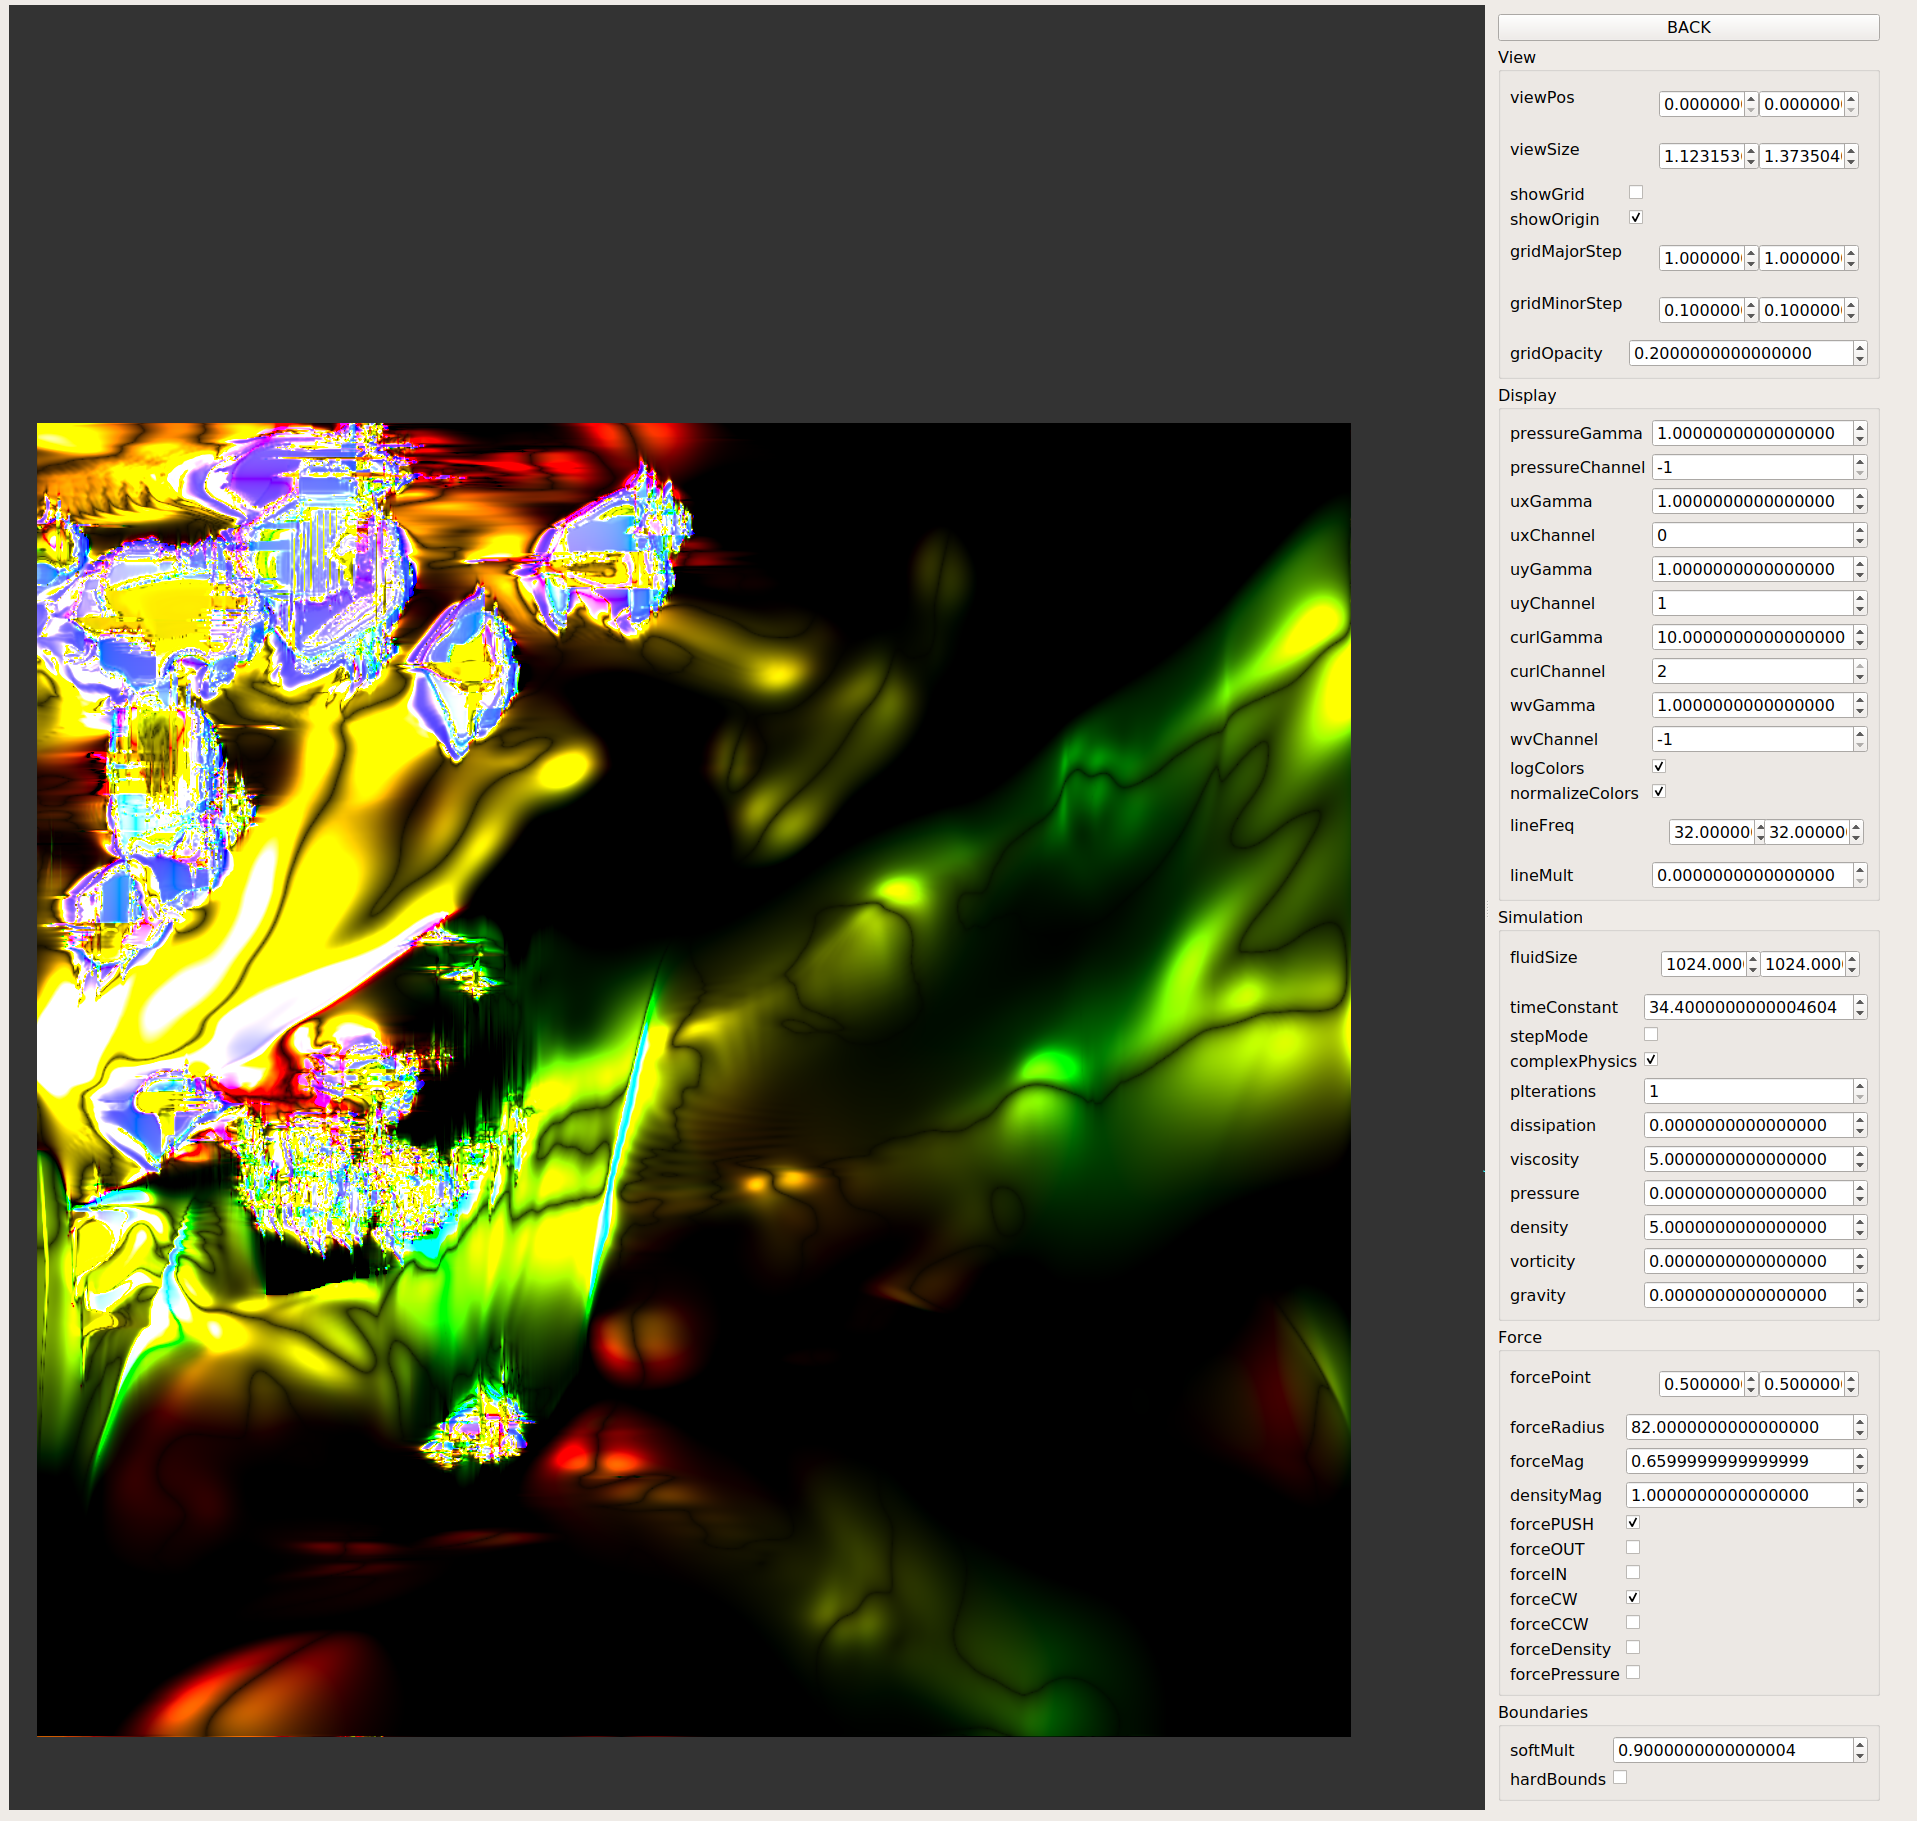 BACK
View
viewPos 0.000000 0.000000
viewSize 1.123153 1.373504
showGrid
showOrigin
gridMajorStep 1.000000 1.000000
gridMinorStep 0.100000 0.100000
gridOpacity 0.2000000000000000
Display
pressureGamma 1.0000000000000000
pressureChannel -1
uxGamma 1.0000000000000000
uxChannel 0
uyGamma 1.0000000000000000
uyChannel 1
curlGamma 10.0000000000000000
curlChannel 2
wvGamma 1.0000000000000000
wvChannel -1
logColors
normalizeColors
lineFreq 32.00000 32.00000
lineMult 0.0000000000000000
Simulation
fluidSize 1024.000 1024.000
timeConstant 34.4000000000004604
stepMode
complexPhysics
pIterations 1
dissipation 0.0000000000000000
viscosity 5.0000000000000000
pressure 0.0000000000000000
density 5.0000000000000000
vorticity 0.0000000000000000
gravity 0.0000000000000000
Force
forcePoint 0.500000 0.500000
forceRadius 82.0000000000000000
forceMag 0.6599999999999999
densityMag 1.0000000000000000
forcePUSH
forceOUT
forceIN
forceCW
forceCCW
forceDensity
forcePressure
Boundaries
softMult 0.9000000000000004
hardBounds